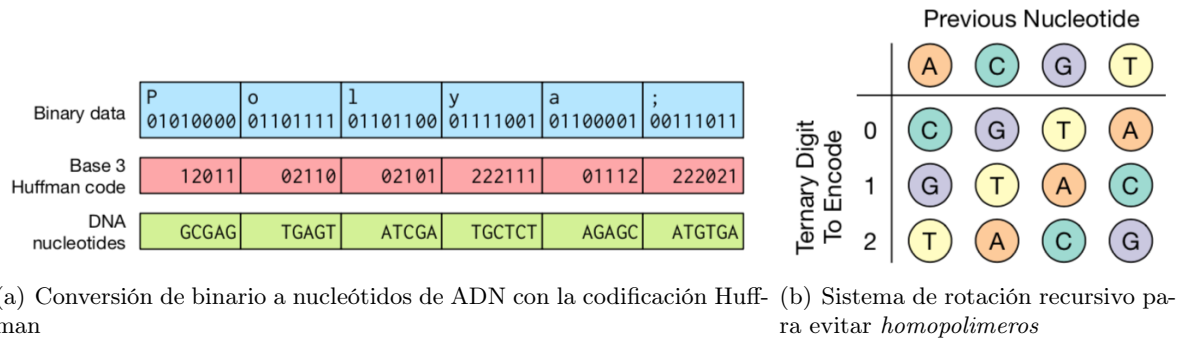 Binary data
P o l y a ;
01010000 01101111 01101100 01111001 01100001 00111011
Base 3
Huffman code
12011 02110 02101 222111 01112 222021
DNA
nucleotides
GCGAG TGAGT ATCGA TGCTCT AGAGC ATGTGA
(a) Conversión de binario a nucleótidos de ADN con la codificación Huff-
man
Previous Nucleotide
A C G T
Ternary Digit
To Encode
0 C G T A
1 G T A C
2 T A C G
(b) Sistema de rotación recursivo pa-
ra evitar homopolimeros